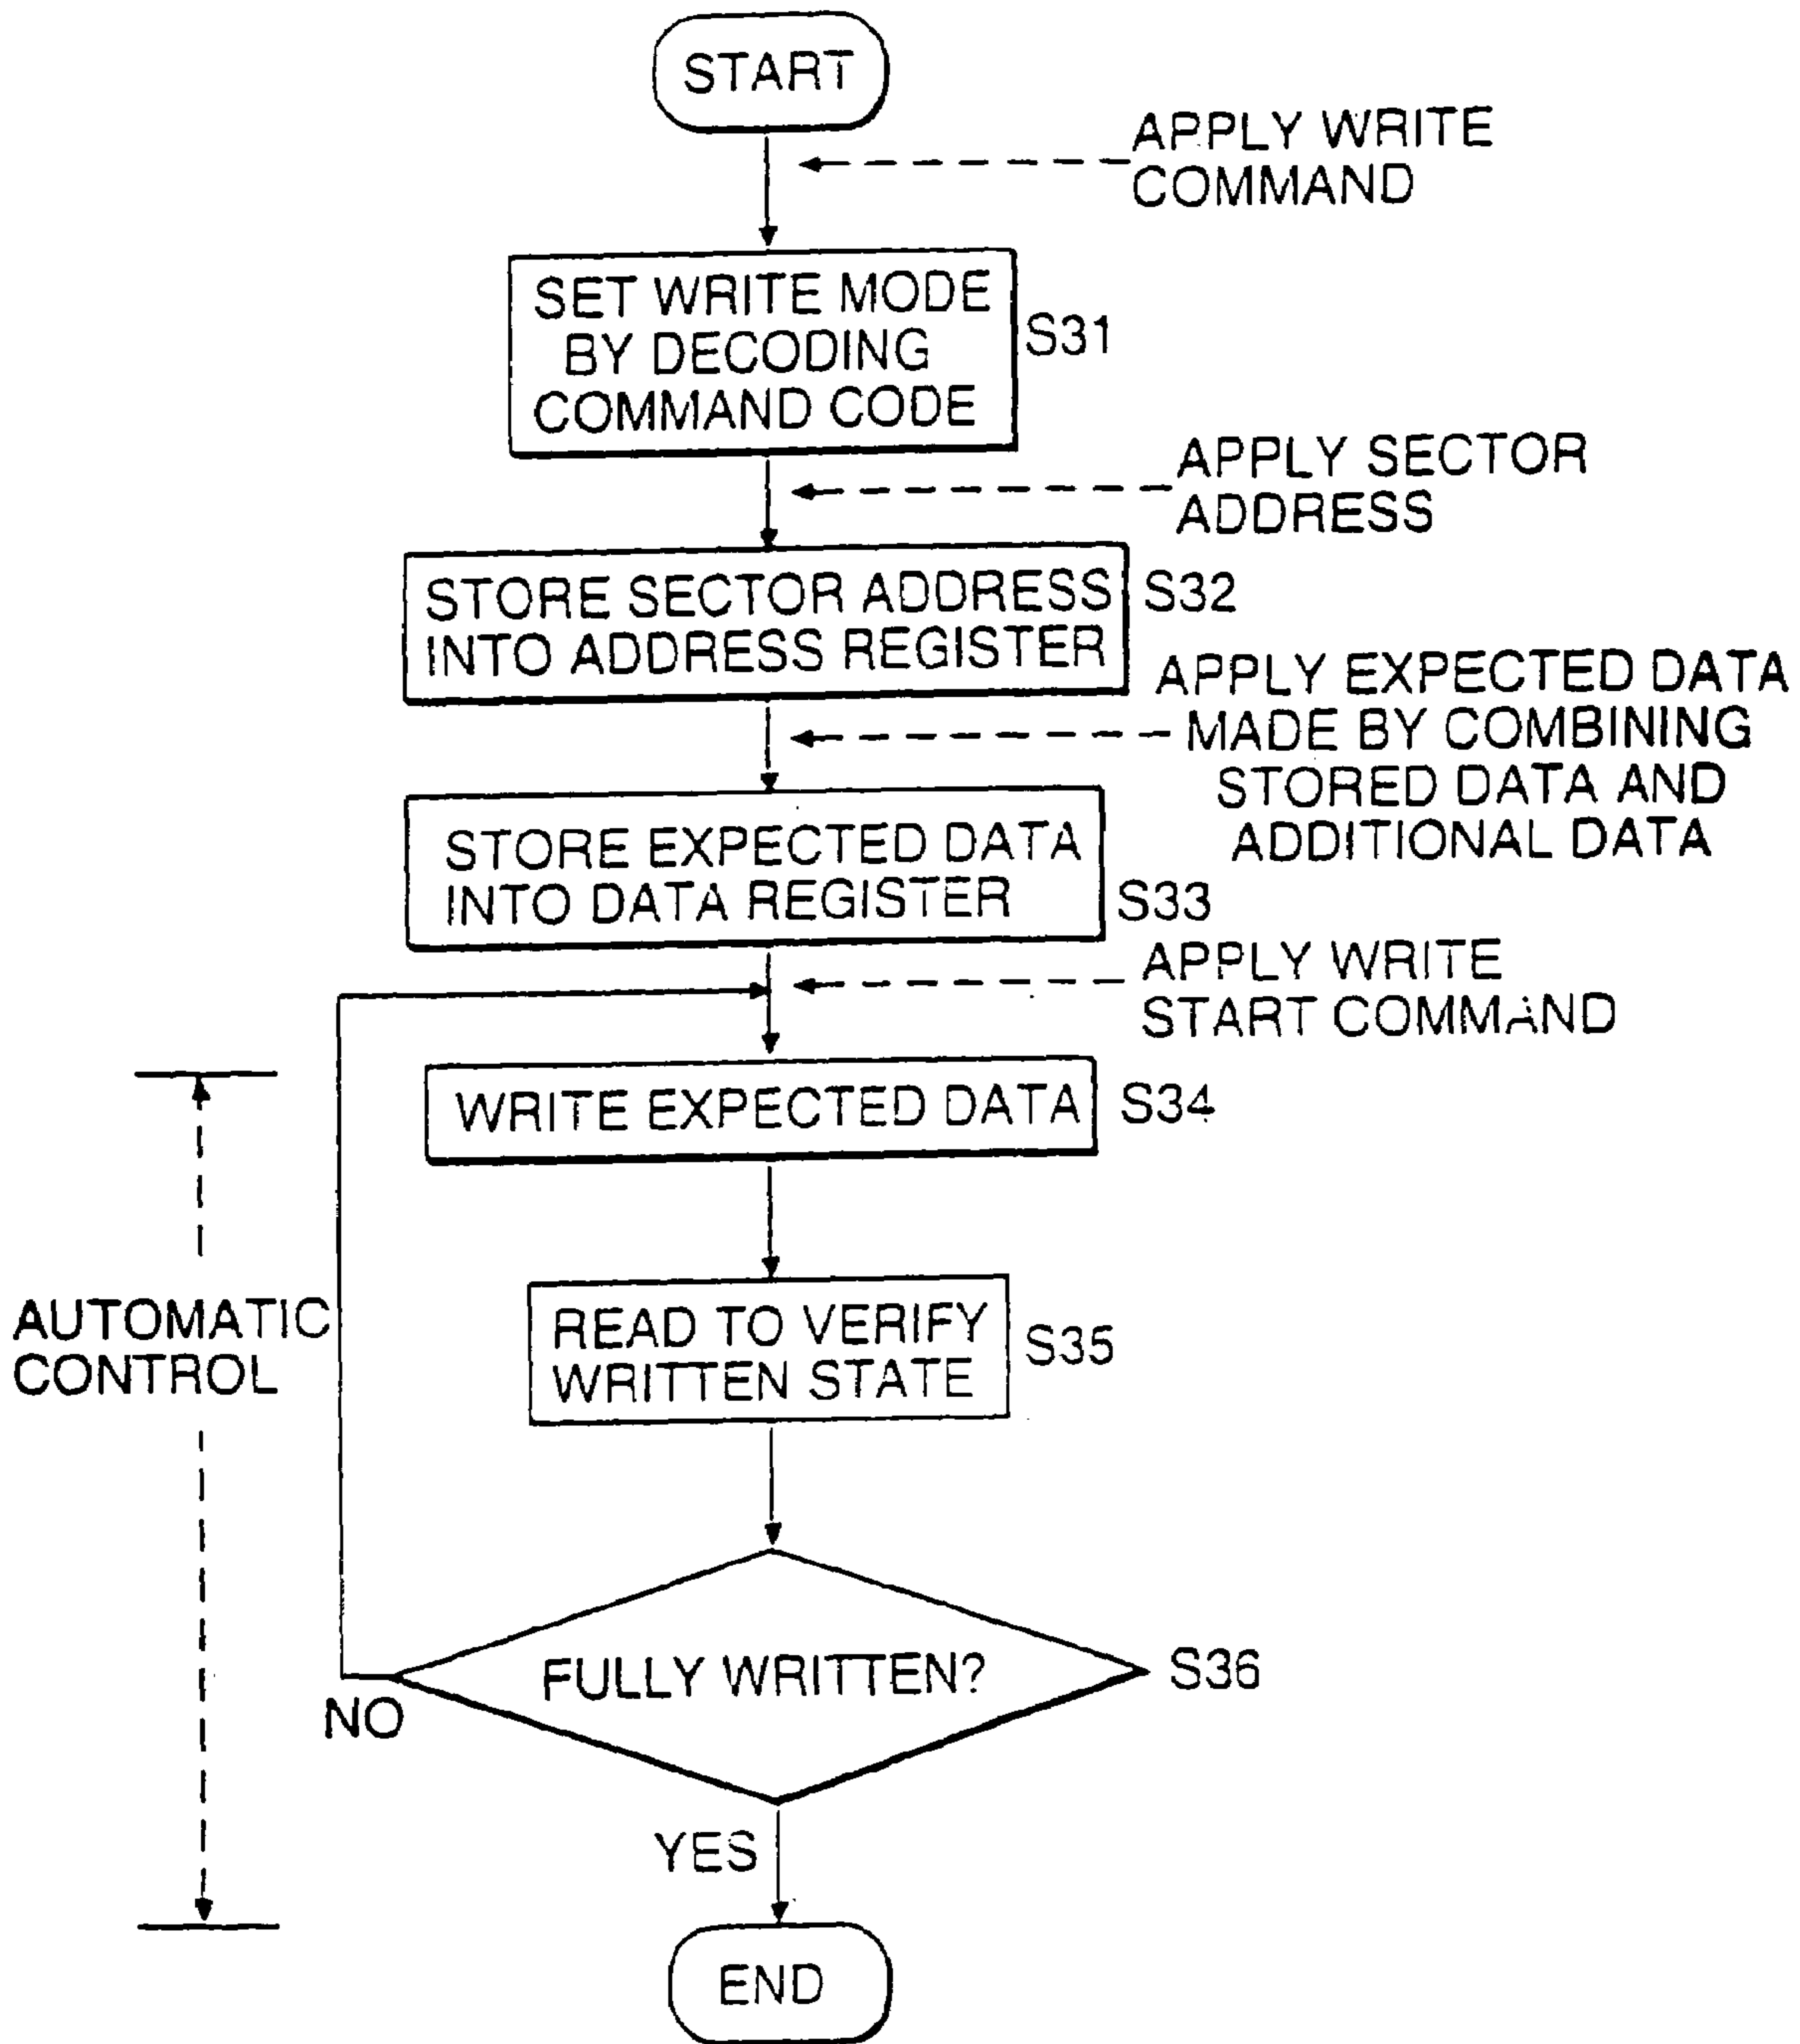 START
APPLY WRITE
COMMAND
SET WRITE MODE
BY DECODING
COMMAND CODE
S31
APPLY SECTOR
ADDRESS
STORE SECTOR ADDRESS
INTO ADDRESS REGISTER
S32
APPLY EXPECTED DATA
MADE BY COMBINING
STORED DATA AND
ADDITIONAL DATA
STORE EXPECTED DATA
INTO DATA REGISTER
S33
APPLY WRITE
START COMMAND
WRITE EXPECTED DATA
S34
AUTOMATIC
CONTROL
READ TO VERIFY
WRITTEN STATE
S35
FULLY WRITTEN?
S36
NO
YES
END